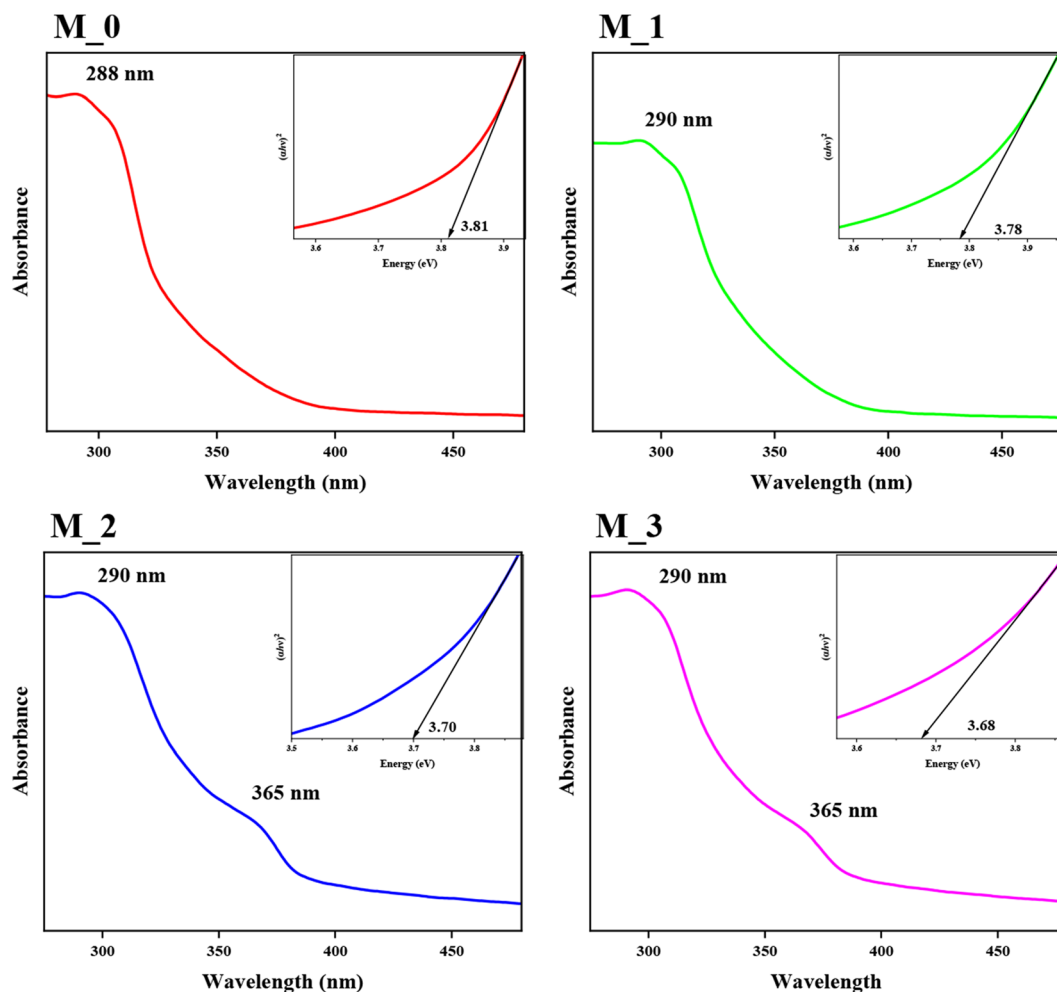 M_0
288 nm
(αhν)²
3.81
3.6 3.7 3.8 3.9
Energy (eV)
Absorbance
300 350 400 450
Wavelength (nm)
M_1
290 nm
(αhν)²
3.78
3.6 3.7 3.8 3.9
Energy (eV)
Absorbance
300 350 400 450
Wavelength (nm)
M_2
290 nm
(αhν)²
3.70
3.5 3.6 3.7 3.8
Energy (eV)
365 nm
Absorbance
300 350 400 450
Wavelength (nm)
M_3
290 nm
(αhν)²
3.68
3.6 3.7 3.8
Energy (eV)
365 nm
Absorbance
300 350 400 450
Wavelength